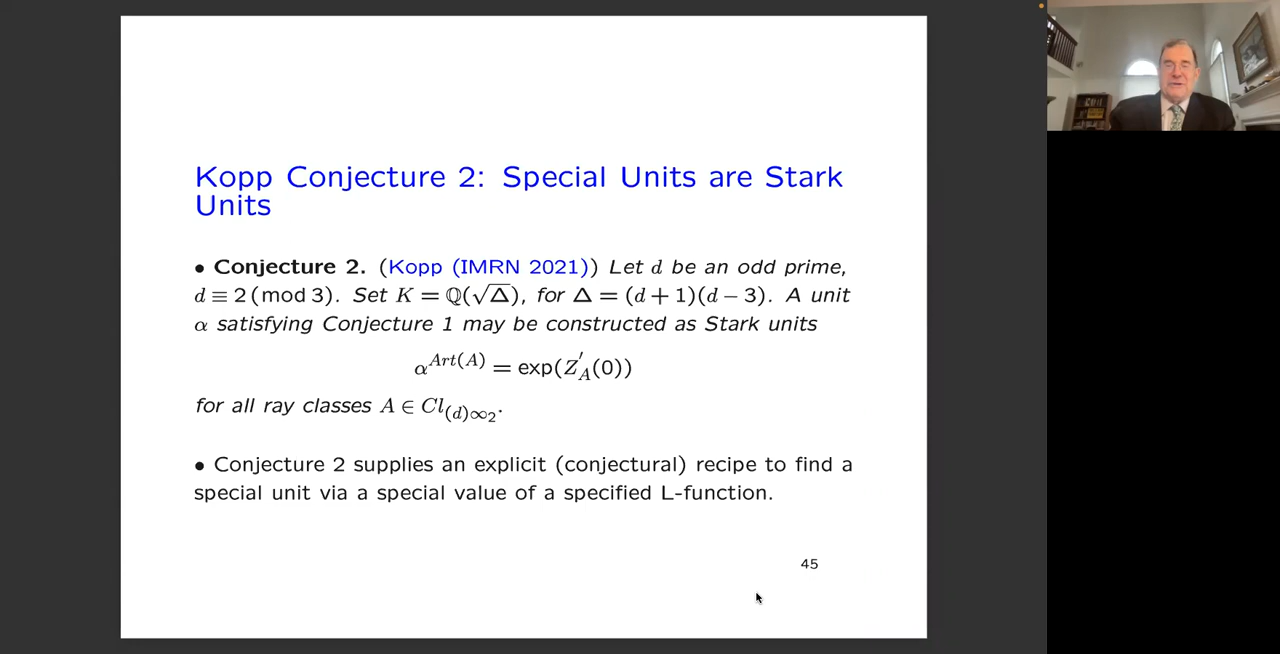 Kopp Conjecture 2: Special Units are Stark
Units
• Conjecture 2. (Kopp (IMRN 2021)) Let d be an odd prime,
d ≡ 2 (mod 3). Set K = ℚ(√Δ), for Δ = (d + 1)(d − 3). A unit
α satisfying Conjecture 1 may be constructed as Stark units
α^{Art(A)} = exp(Z′_A(0))
for all ray classes A ∈ Cl_{(d)∞₂}.
• Conjecture 2 supplies an explicit (conjectural) recipe to find a
special unit via a special value of a specified L-function.
45